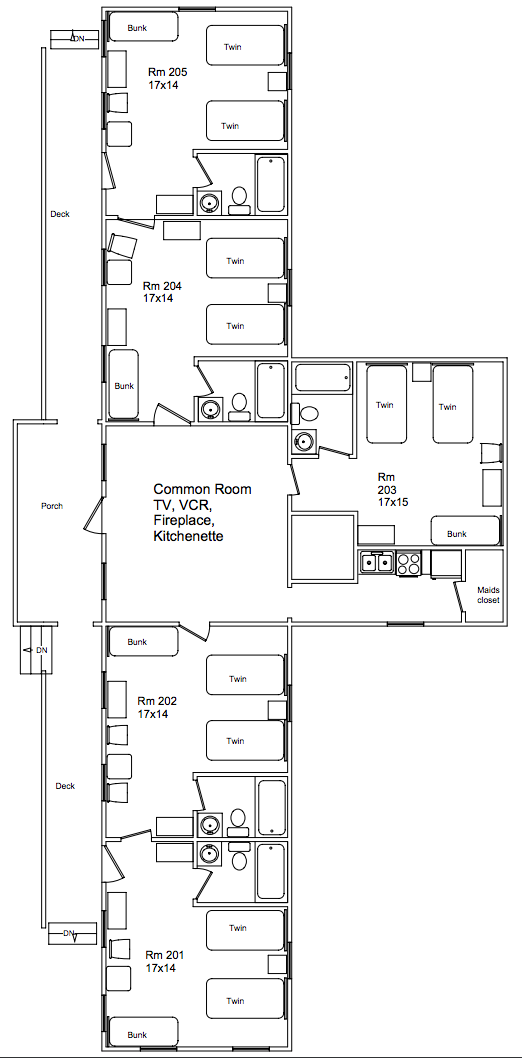 Bunk
DN
Twin
Rm 205
17x14
Twin
Deck
Twin
Rm 204
17x14
Twin
Bunk
Twin
Twin
Rm
203
17x15
Bunk
Common Room
TV, VCR,
Fireplace,
Kitchenette
Porch
Maids
closet
DN
Bunk
Twin
Rm 202
17x14
Twin
Deck
DN
Twin
Rm 201
17x14
Twin
Bunk